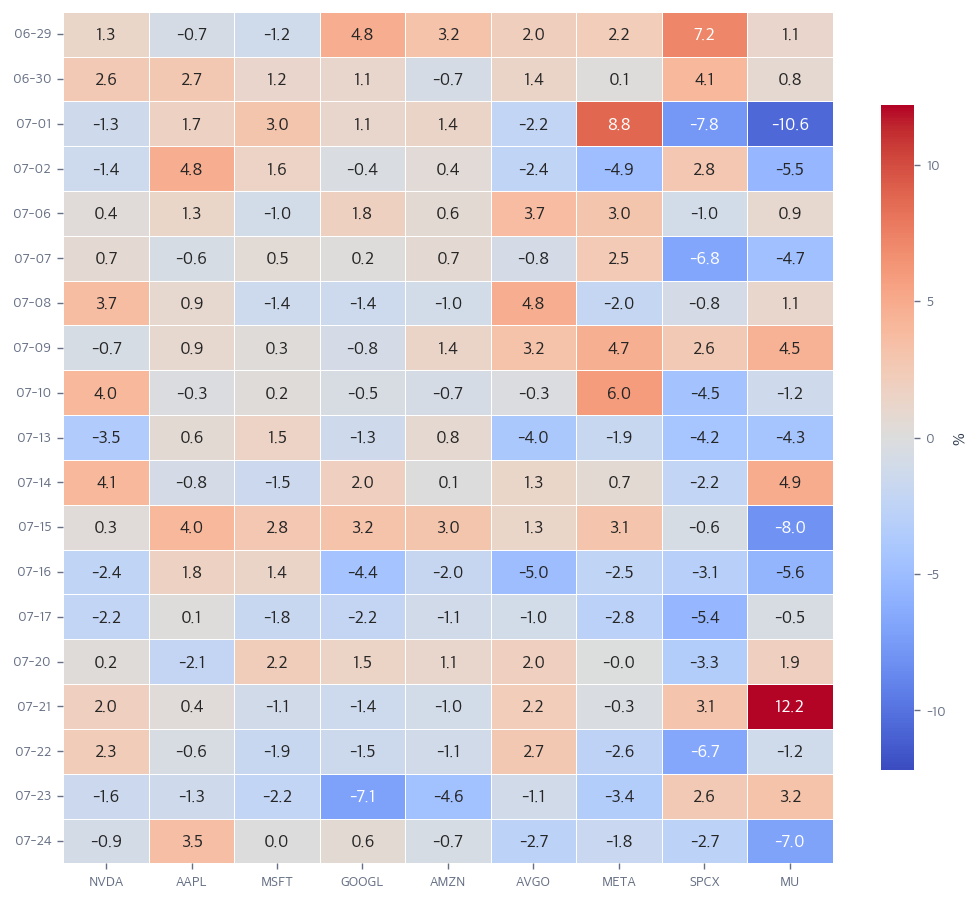 06-29 1.3 -0.7 -1.2 4.8 3.2 2.0 2.2 7.2 1.1
06-30 2.6 2.7 1.2 1.1 -0.7 1.4 0.1 4.1 0.8
07-01 -1.3 1.7 3.0 1.1 1.4 -2.2 8.8 -7.8 -10.6
07-02 -1.4 4.8 1.6 -0.4 0.4 -2.4 -4.9 2.8 -5.5
07-06 0.4 1.3 -1.0 1.8 0.6 3.7 3.0 -1.0 0.9
07-07 0.7 -0.6 0.5 0.2 0.7 -0.8 2.5 -6.8 -4.7
07-08 3.7 0.9 -1.4 -1.4 -1.0 4.8 -2.0 -0.8 1.1
07-09 -0.7 0.9 0.3 -0.8 1.4 3.2 4.7 2.6 4.5
07-10 4.0 -0.3 0.2 -0.5 -0.7 -0.3 6.0 -4.5 -1.2
07-13 -3.5 0.6 1.5 -1.3 0.8 -4.0 -1.9 -4.2 -4.3
07-14 4.1 -0.8 -1.5 2.0 0.1 1.3 0.7 -2.2 4.9
07-15 0.3 4.0 2.8 3.2 3.0 1.3 3.1 -0.6 -8.0
07-16 -2.4 1.8 1.4 -4.4 -2.0 -5.0 -2.5 -3.1 -5.6
07-17 -2.2 0.1 -1.8 -2.2 -1.1 -1.0 -2.8 -5.4 -0.5
07-20 0.2 -2.1 2.2 1.5 1.1 2.0 -0.0 -3.3 1.9
07-21 2.0 0.4 -1.1 -1.4 -1.0 2.2 -0.3 3.1 12.2
07-22 2.3 -0.6 -1.9 -1.5 -1.1 2.7 -2.6 -6.7 -1.2
07-23 -1.6 -1.3 -2.2 -7.1 -4.6 -1.1 -3.4 2.6 3.2
07-24 -0.9 3.5 0.0 0.6 -0.7 -2.7 -1.8 -2.7 -7.0
NVDA AAPL MSFT GOOGL AMZN AVGO META SPCX MU
10
5
0
-5
-10
%